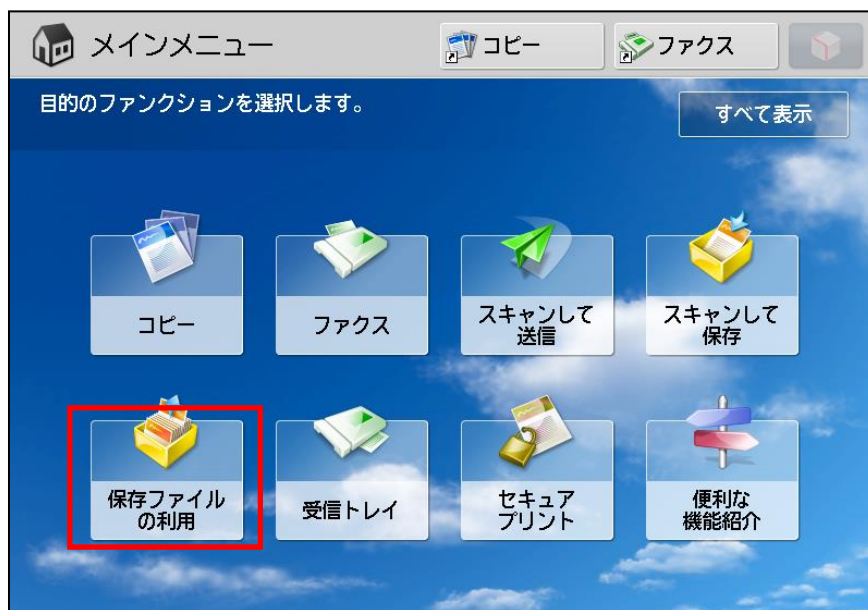 メインメニュー
コピー
ファクス
目的のファンクションを選択します。
すべて表示
コピー
ファクス
スキャンして
送信
スキャンして
保存
保存ファイル
の利用
受信トレイ
セキュア
プリント
便利な
機能紹介